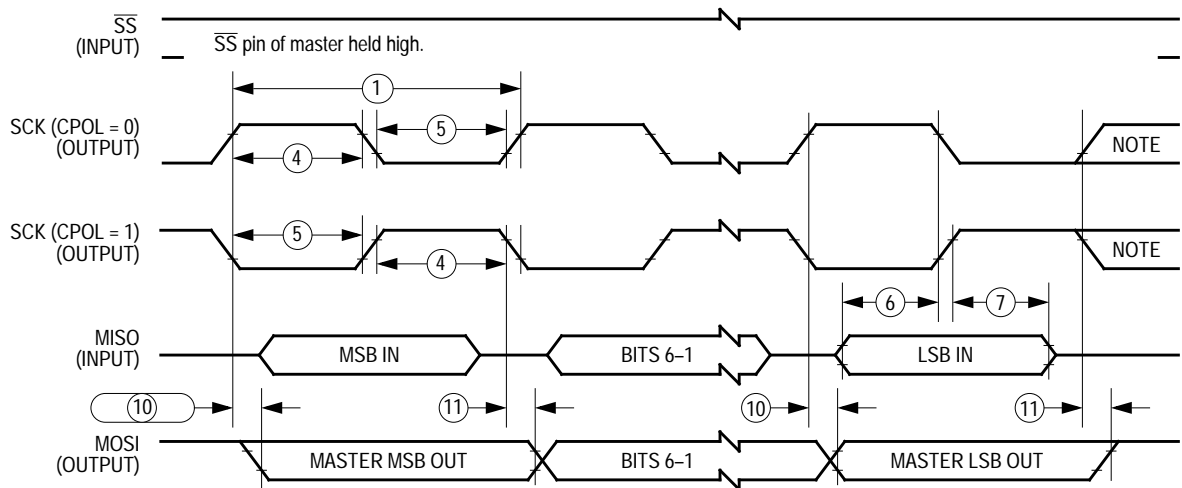 SS
(INPUT)
SS pin of master held high.
1
SCK (CPOL = 0)
(OUTPUT)
5
4
NOTE
SCK (CPOL = 1)
(OUTPUT)
5
4
NOTE
6
7
MISO
(INPUT)
MSB IN
BITS 6–1
LSB IN
10
11
10
11
MOSI
(OUTPUT)
MASTER MSB OUT
BITS 6–1
MASTER LSB OUT